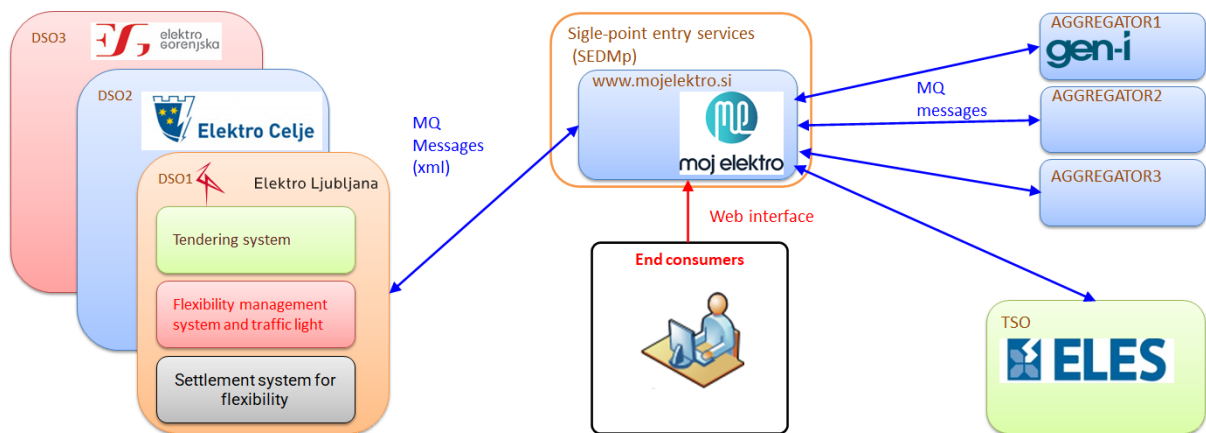 DSO3
elektro
Gorenjska
DSO2
Elektro Celje
DSO1
Elektro Ljubljana
Tendering system
Flexibility management
system and traffic light
Settlement system for
flexibility
MQ
Messages
(xml)
Sigle-point entry services
(SEDMp)
www.mojelektro.si
moj elektro
Web interface
End consumers
MQ
messages
AGGREGATOR1
gen-i
AGGREGATOR2
AGGREGATOR3
TSO
ELES